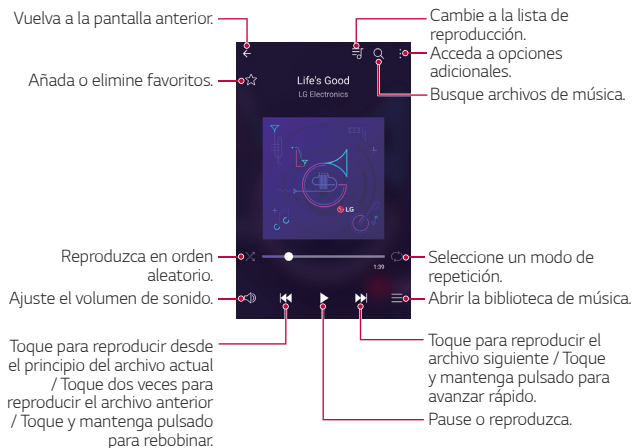 Vuelva a la pantalla anterior.
Añada o elimine favoritos.
Cambie a la lista de
reproducción.
Acceda a opciones
adicionales.
Busque archivos de música.
Life's Good
LG Electronics
LG
1:39
Reproduzca en orden
aleatorio.
Ajuste el volumen de sonido.
Seleccione un modo de
repetición.
Abrir la biblioteca de música.
Toque para reproducir desde
el principio del archivo actual
/ Toque dos veces para
reproducir el archivo anterior
/ Toque y mantenga pulsado
para rebobinar.
Toque para reproducir el
archivo siguiente / Toque
y mantenga pulsado para
avanzar rápido.
Pause o reproduzca.